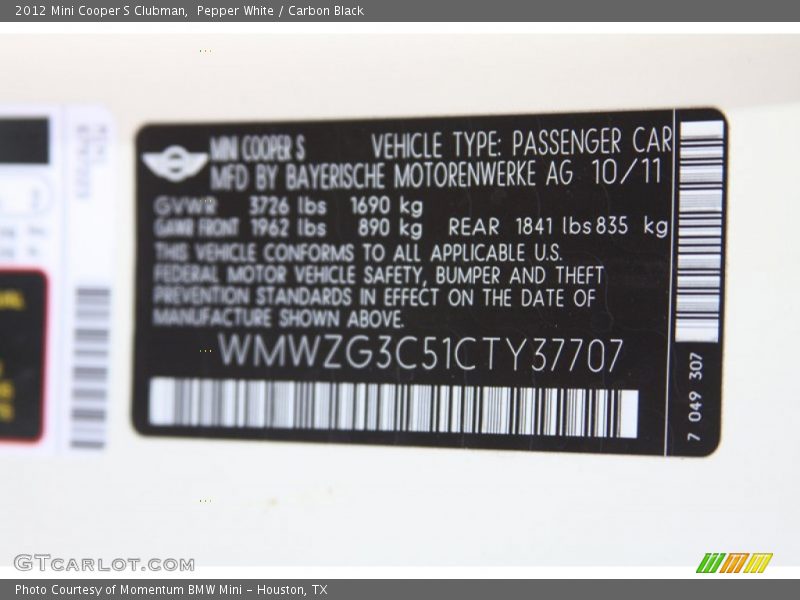 2012 Mini Cooper S Clubman, Pepper White / Carbon Black
MINI COOPER S VEHICLE TYPE: PASSENGER CAR
MFD BY BAYERISCHE MOTORENWERKE AG 10/11
GVWR 3726 lbs 1690 kg
GAWR FRONT 1962 lbs 890 kg REAR 1841 lbs 835 kg
THIS VEHICLE CONFORMS TO ALL APPLICABLE U.S.
FEDERAL MOTOR VEHICLE SAFETY, BUMPER AND THEFT
PREVENTION STANDARDS IN EFFECT ON THE DATE OF
MANUFACTURE SHOWN ABOVE.
WMWZG3C51CTY37707
7 049 307
GTCARLOT.COM
Photo Courtesy of Momentum BMW Mini - Houston, TX